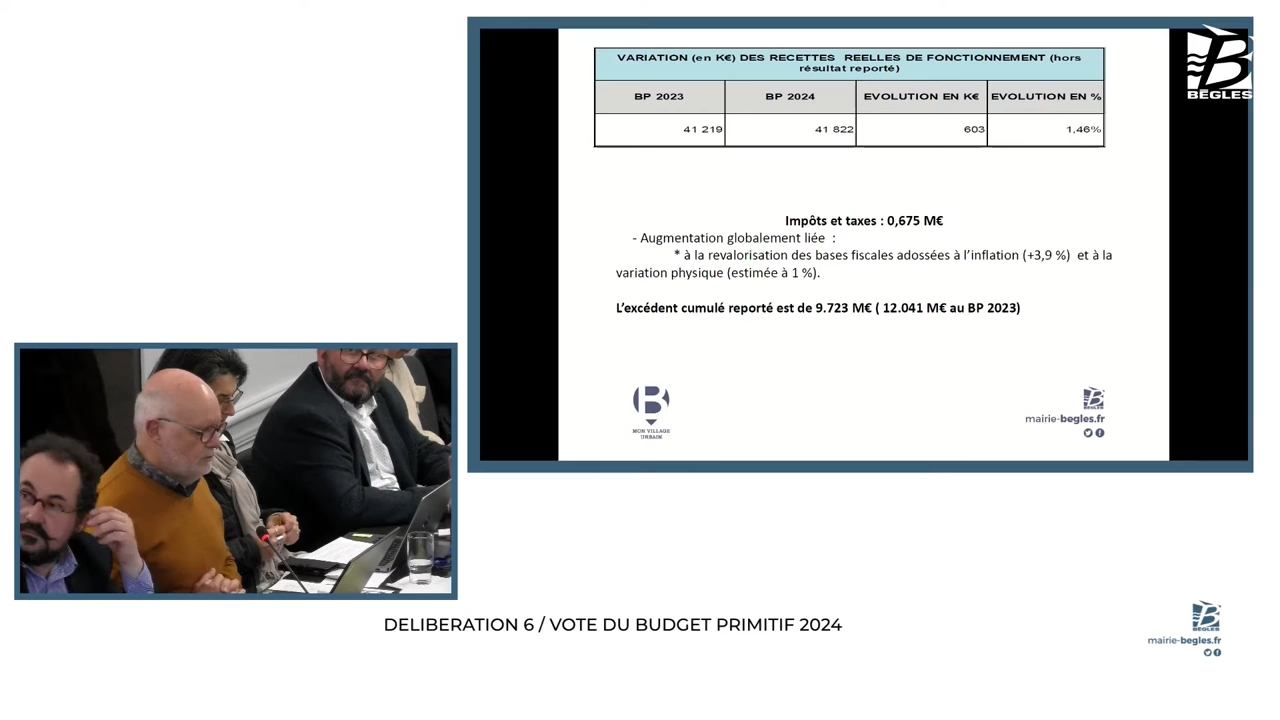 VARIATION (en K€) DES RECETTES REELLES DE FONCTIONNEMENT (hors
résultat reporté)
BP 2023 BP 2024 EVOLUTION EN K€ EVOLUTION EN %
41 219 41 822 603 1,46%
BEGLES
Impôts et taxes : 0,675 M€
- Augmentation globalement liée :
* à la revalorisation des bases fiscales adossées à l'inflation (+3,9 %) et à la
variation physique (estimée à 1 %).
L'excédent cumulé reporté est de 9.723 M€ ( 12.041 M€ au BP 2023)
MON VILLAGE
URBAIN
mairie-begles.fr
DELIBERATION 6 / VOTE DU BUDGET PRIMITIF 2024
BEGLES
mairie-begles.fr